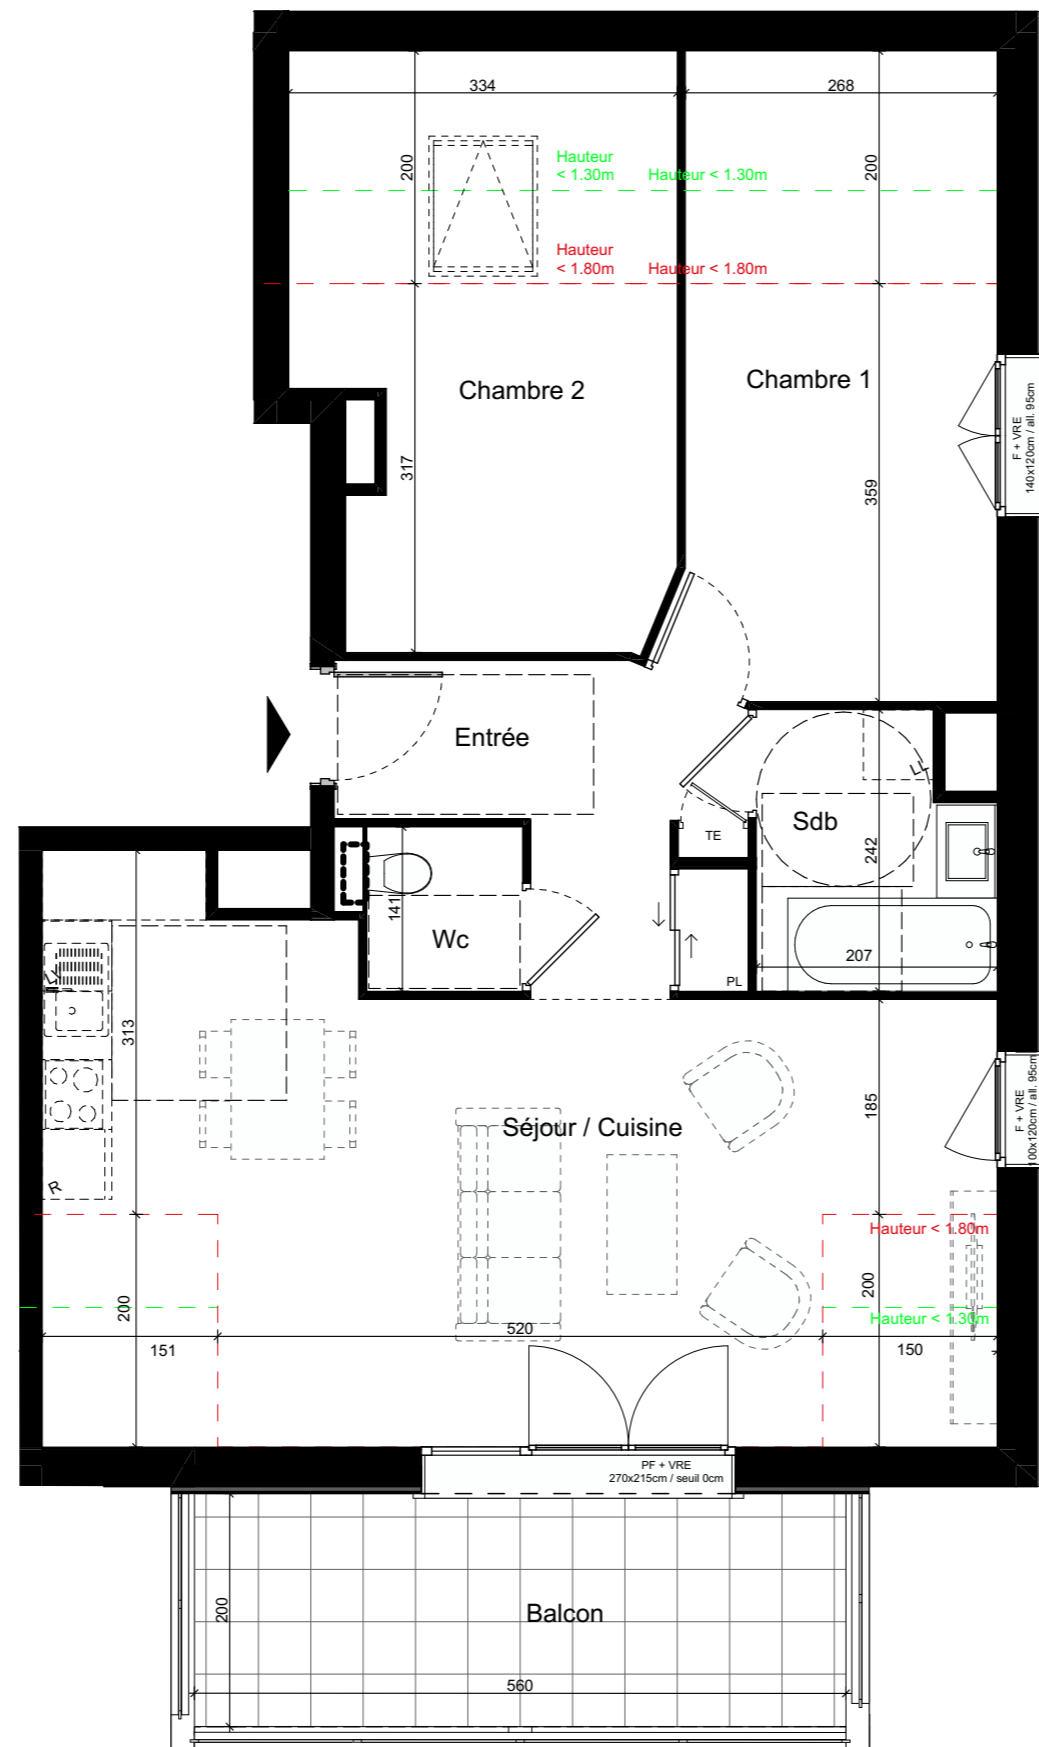 334
268
200
200
Hauteur
< 1.30m
Hauteur < 1.30m
Hauteur
< 1.80m
Hauteur < 1.80m
Chambre 2
Chambre 1
F + VRE
140x120cm / all. 95cm
317
359
Entrée
LL
Sdb
TE
242
141
Wc
207
PL
LV
313
185
F + VRE
100x120cm / all. 95cm
Séjour / Cuisine
R
Hauteur < 1.80m
200
200
Hauteur < 1.30m
520
151
150
PF + VRE
270x215cm / seuil 0cm
200
Balcon
560